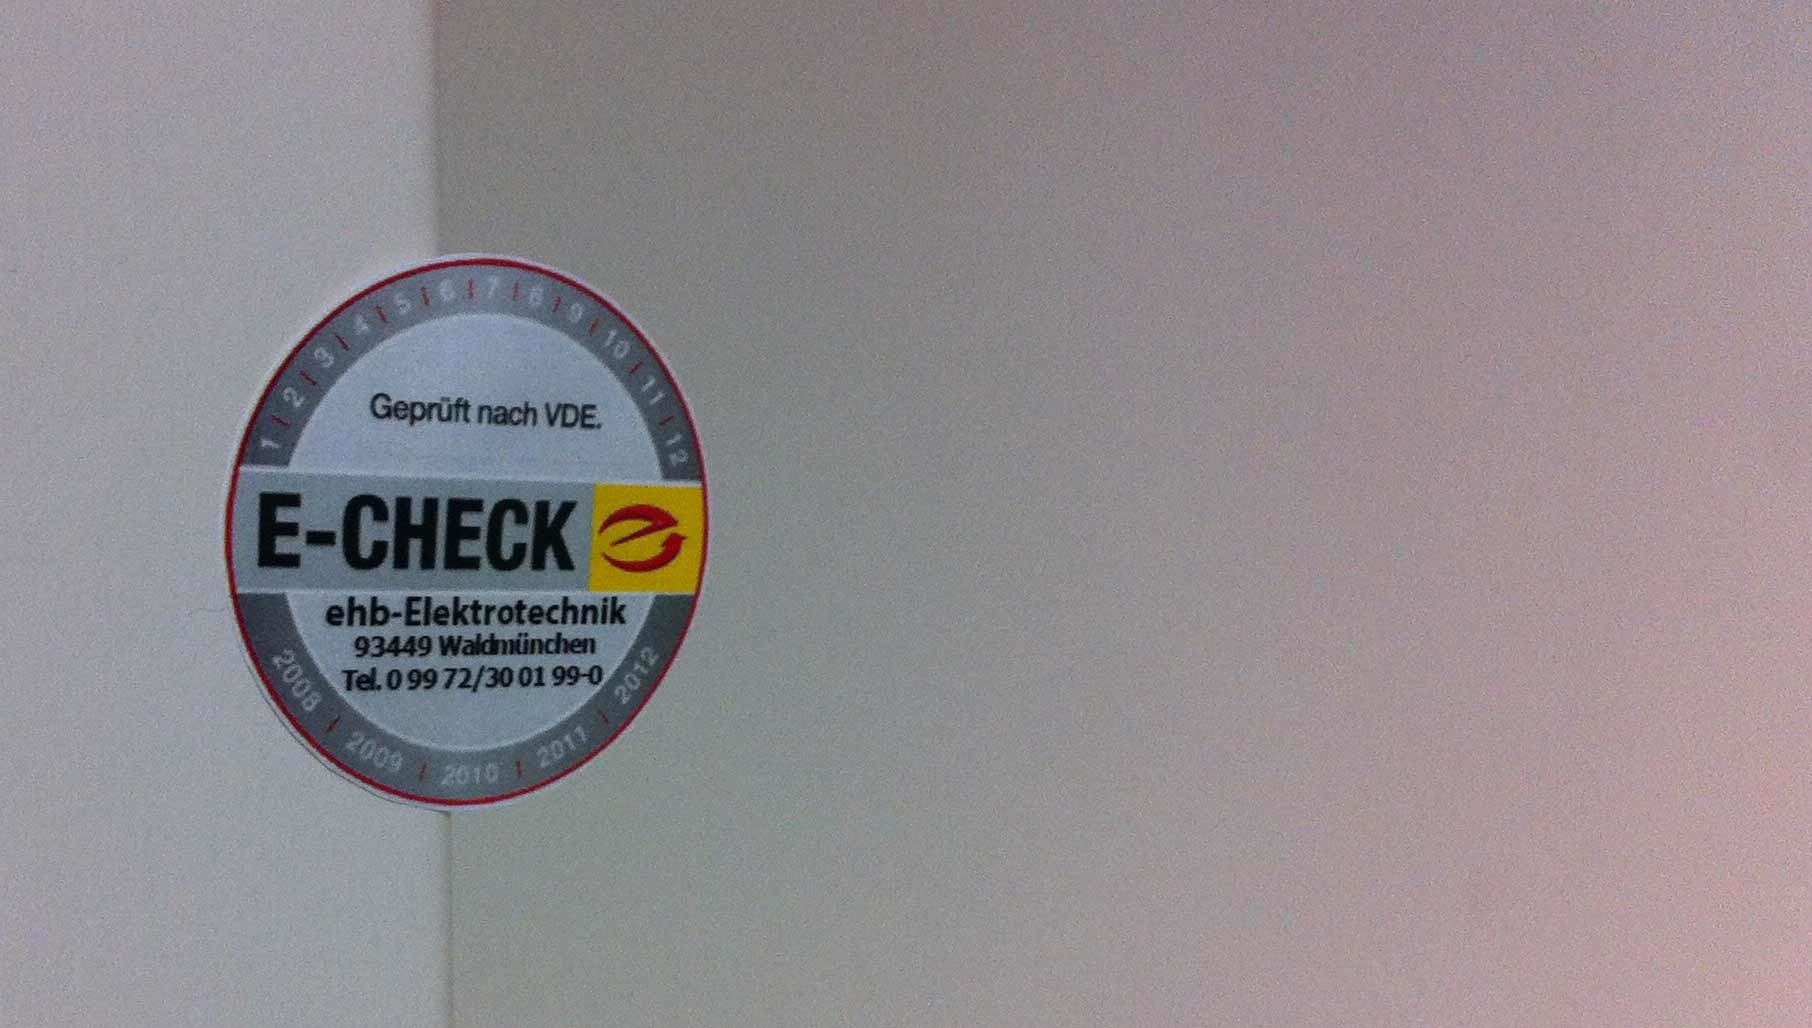 1 | 2 | 3 | 4 | 5 | 6 | 7 | 8 | 9 | 10 | 11 | 12
Geprüft nach VDE.
E-CHECK
ehb-Elektrotechnik
93449 Waldmünchen
Tel. 0 99 72/30 01 99-0
2008 | 2009 | 2010 | 2011 | 2012